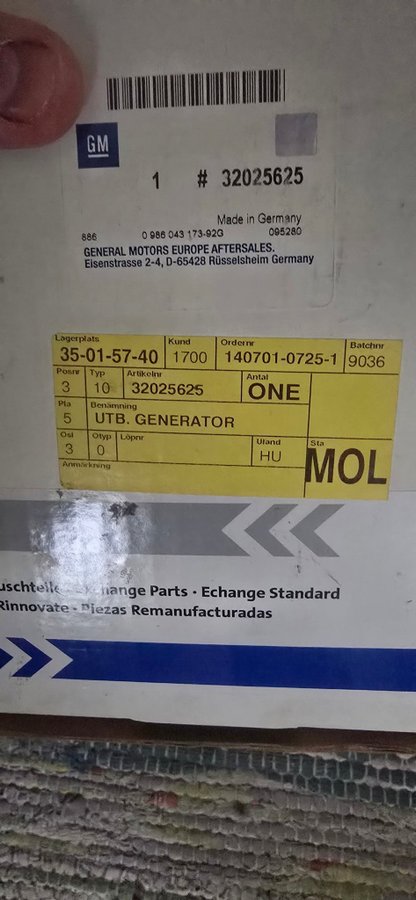 GM
1 # 32025625
Made in Germany
886 0 986 043 173-92G 095280
GENERAL MOTORS EUROPE AFTERSALES.
Eisenstrasse 2-4, D-65428 Rüsselsheim Germany
Lagerplats Kund Ordernr Batchnr
35-01-57-40 1700 140701-0725-1 9036
Posnr Typ Artikelnr Antal
3 10 32025625 ONE
Pla Benämning
5 UTB. GENERATOR
Osl Otyp Löpnr Uland Sta
3 0 HU MOL
Anmärkning
Exchange Parts · Echange Standard
Rinnovate - Piezas Remanufacturadas